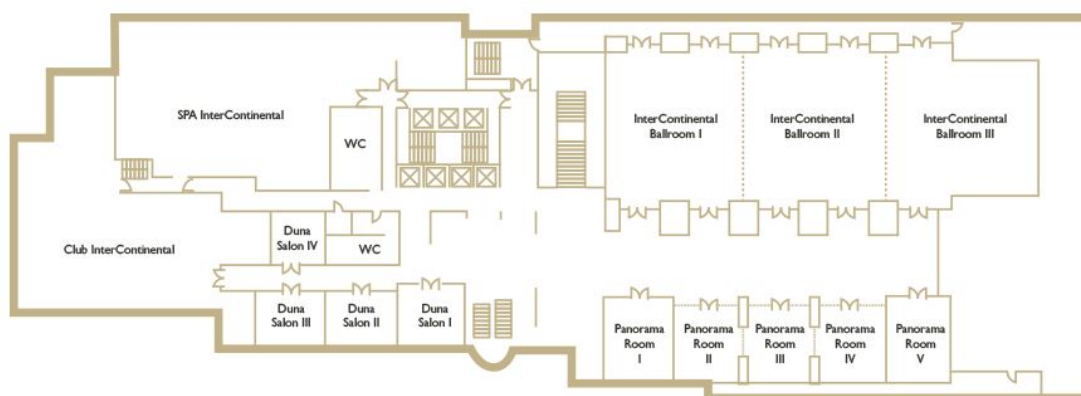 SPA InterContinental
WC
InterContinental
Ballroom I
InterContinental
Ballroom II
InterContinental
Ballroom III
Club InterContinental
Duna
Salon IV
WC
Duna
Salon III
Duna
Salon II
Duna
Salon I
Panorama
Room
I
Panorama
Room
II
Panorama
Room
III
Panorama
Room
IV
Panorama
Room
V